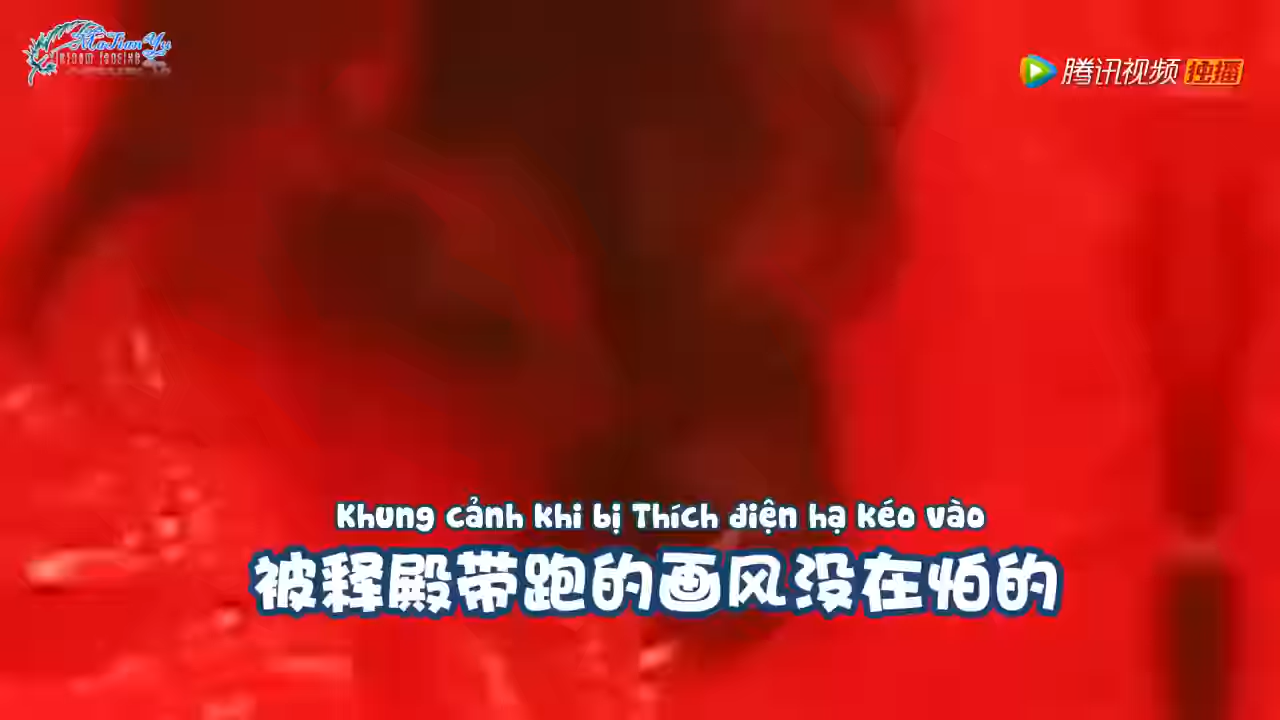 MaTianYu
腾讯视频 独播
Khung cảnh khi bị Thích điện hạ kéo vào
被释殿带跑的画风没在怕的